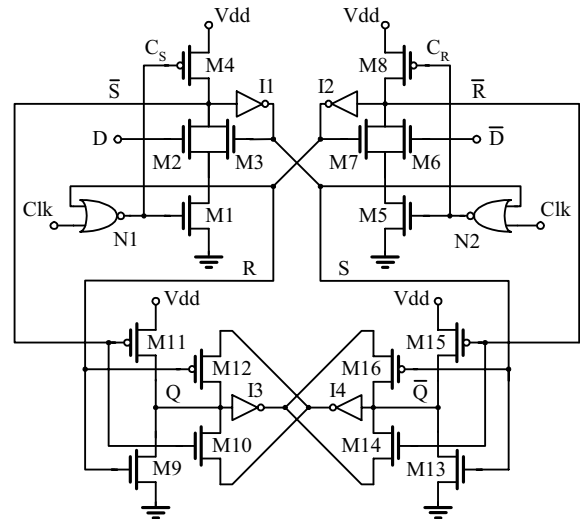 Vdd Vdd
C_S M4 M8 C_R
S̅ I1 I2 R̅
D D̅
M2 M3 M7 M6
Clk M1 M5 Clk
N1 N2
R S
Vdd Vdd
M11 M15
M12 M16
Q I3 I4 Q̅
M10 M14
M9 M13